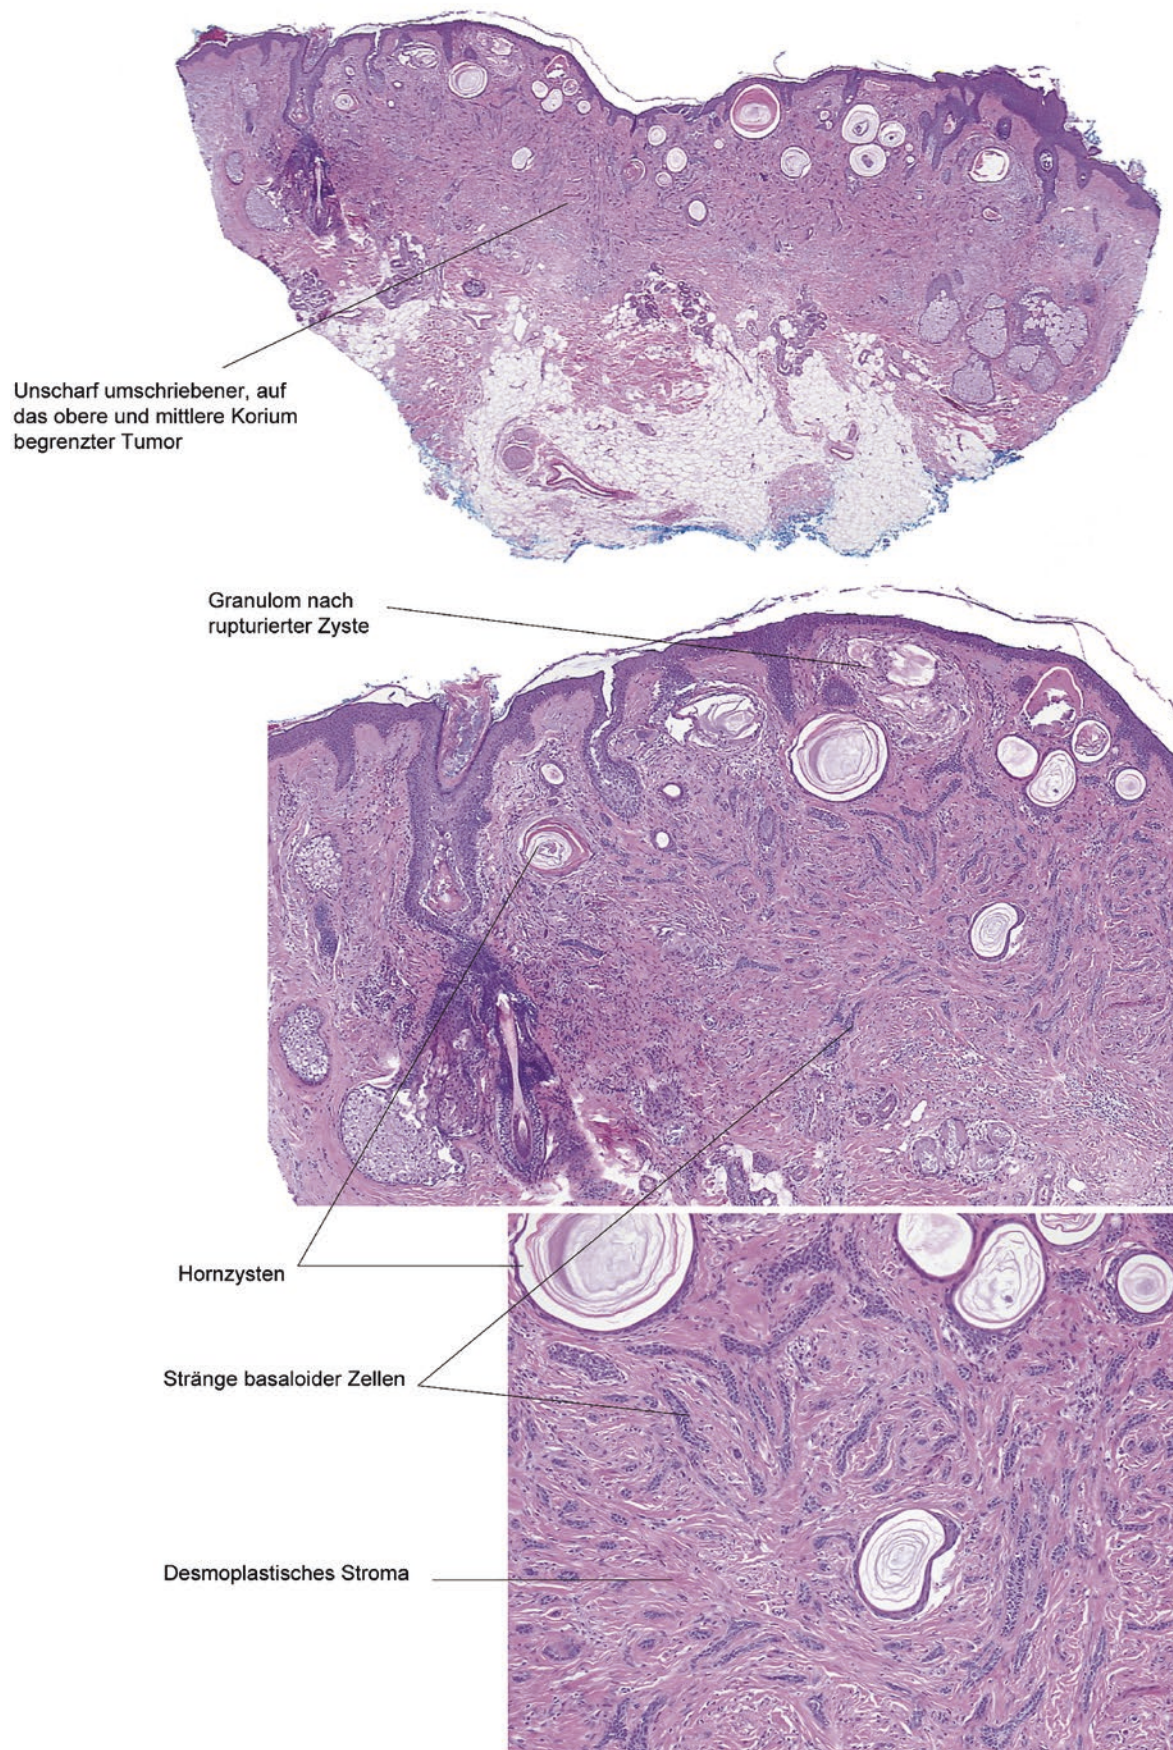 Unscharf umschriebener, auf
das obere und mittlere Korium
begrenzter Tumor
Granulom nach
rupturierter Zyste
Hornzysten
Stränge basaloider Zellen
Desmoplastisches Stroma